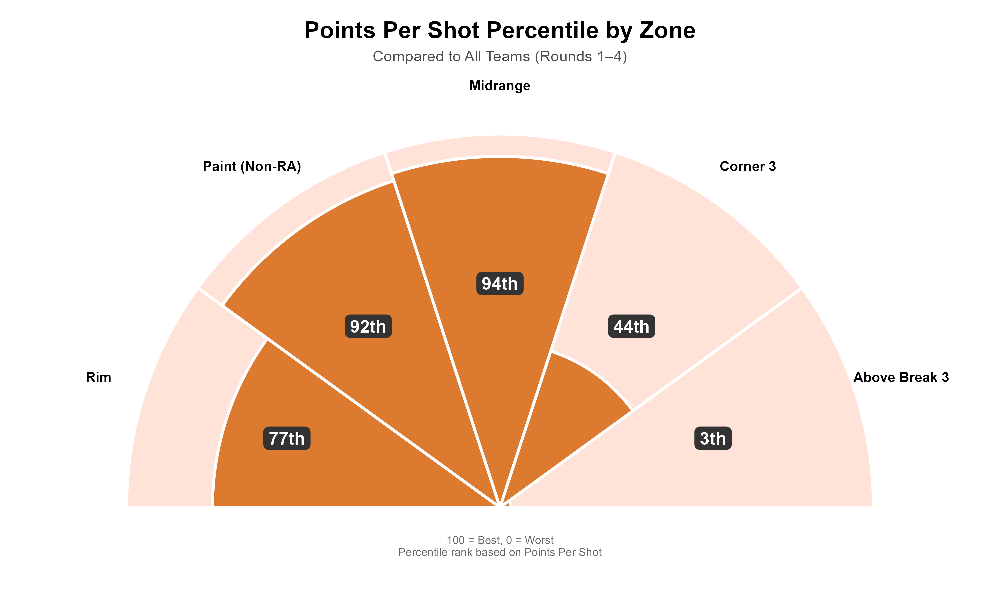 Points Per Shot Percentile by Zone
Compared to All Teams (Rounds 1–4)
Midrange
Paint (Non-RA)
Corner 3
94th
92th
44th
Rim
Above Break 3
77th
3th
100 = Best, 0 = Worst
Percentile rank based on Points Per Shot